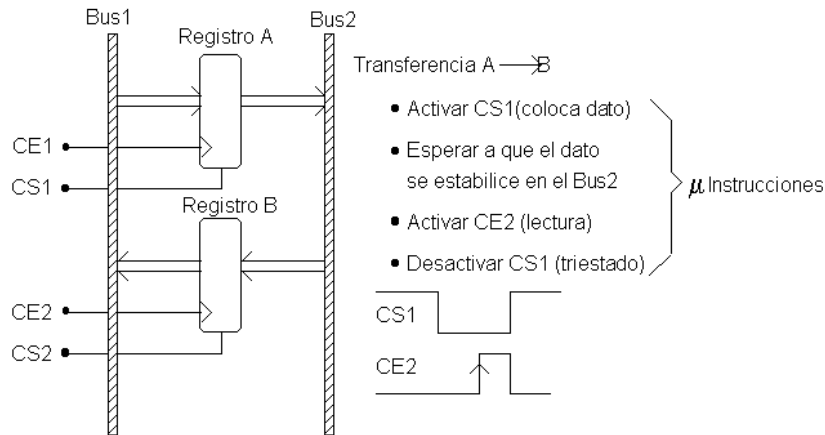 Bus1
Bus2
Registro A
Transferencia A → B
• Activar CS1(coloca dato)
CE1
• Esperar a que el dato
se estabilice en el Bus2
CS1
μ Instrucciones
Registro B
• Activar CE2 (lectura)
• Desactivar CS1 (triestado)
CE2
CS1
CS2
CE2